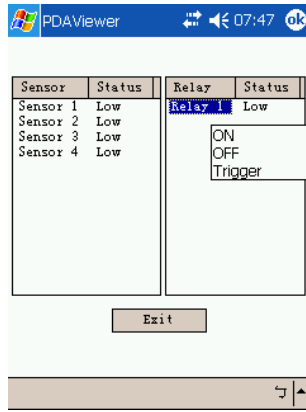 PDAViewer 07:47 ok
Sensor Status Relay Status
Sensor 1 Low Relay 1 Low
Sensor 2 Low
Sensor 3 Low
Sensor 4 Low
ON
OFF
Trigger
Exit